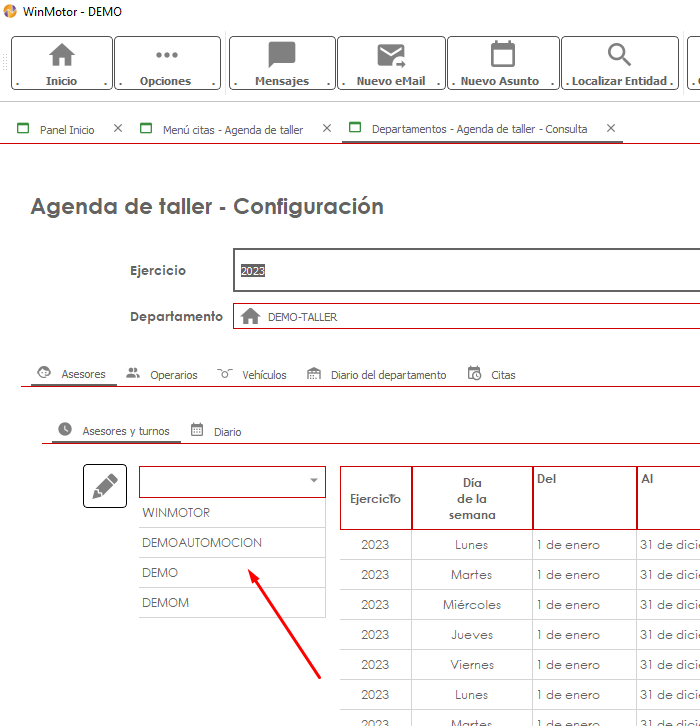 WinMotor - DEMO
. Inicio .
. Opciones .
. Mensajes .
. Nuevo eMail .
. Nuevo Asunto .
. Localizar Entidad .
Panel Inicio
Menú citas - Agenda de taller
Departamentos - Agenda de taller - Consulta
Agenda de taller - Configuración
Ejercicio
2023
Departamento
DEMO-TALLER
Asesores
Operarios
Vehículos
Diario del departamento
Citas
Asesores y turnos
Diario
WINMOTOR
DEMOAUTOMOCION
DEMO
DEMOM
Ejercicio
Día
de la
semana
Del
Al
2023 Lunes 1 de enero 31 de dici
2023 Martes 1 de enero 31 de dici
2023 Miércoles 1 de enero 31 de dici
2023 Jueves 1 de enero 31 de dici
2023 Viernes 1 de enero 31 de dici
2023 Lunes 1 de enero 31 de dici
2023 Martes 1 de enero 31 de dici